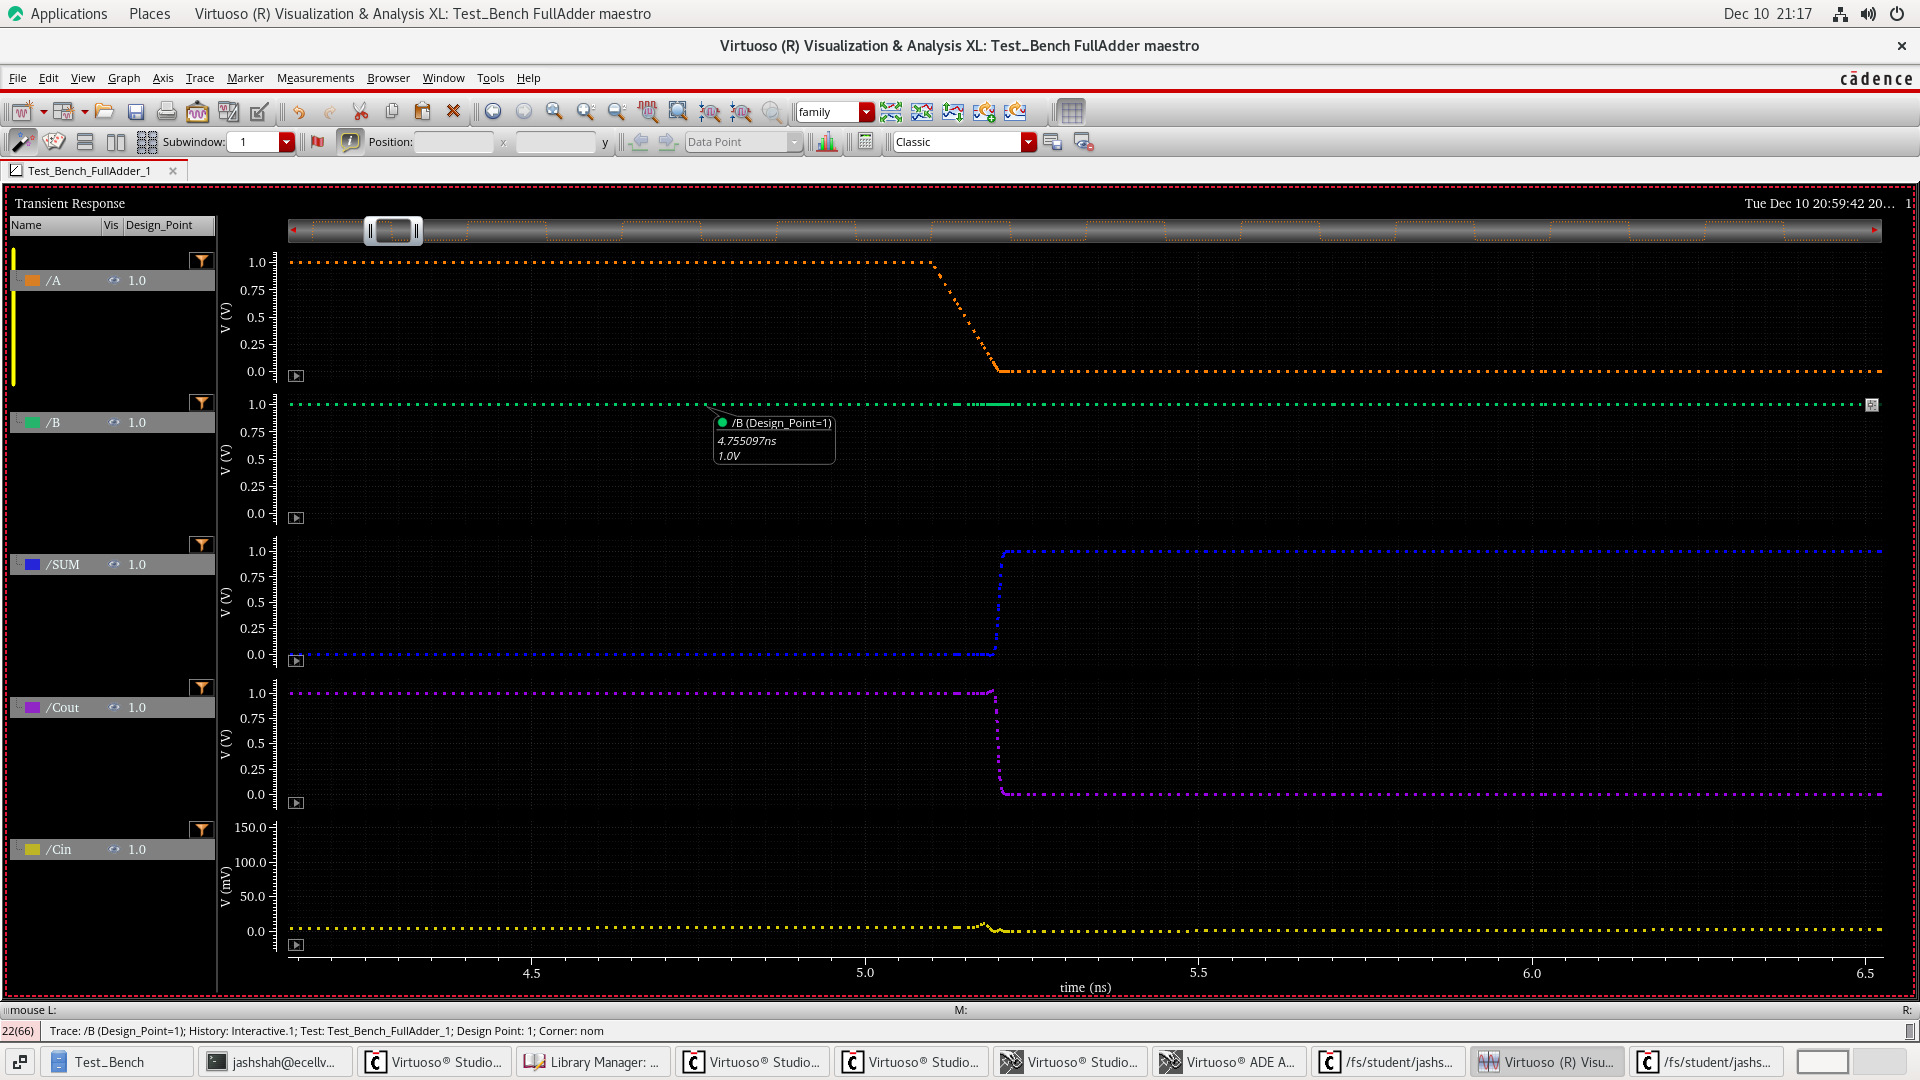 Applications Places Virtuoso (R) Visualization & Analysis XL: Test_Bench FullAdder maestro Dec 10 21:17
Virtuoso (R) Visualization & Analysis XL: Test_Bench FullAdder maestro ×
File Edit View Graph Axis Trace Marker Measurements Browser Window Tools Help cādence
family
Subwindow: 1 Position: x y Data Point Classic
Test_Bench_FullAdder_1 ×
Transient Response Tue Dec 10 20:59:42 20... 1
Name Vis Design_Point
/A 1.0
1.0
0.75
0.5
0.25
0.0
V (V)
/B 1.0
1.0
0.75
0.5
0.25
0.0
V (V)
/B (Design_Point=1)
4.755097ns
1.0V
/SUM 1.0
1.0
0.75
0.5
0.25
0.0
V (V)
/Cout 1.0
1.0
0.75
0.5
0.25
0.0
V (V)
/Cin 1.0
150.0
100.0
50.0
0.0
V (mV)
4.5 5.0 5.5 6.0 6.5
time (ns)
mouse L: M: R:
22(66) Trace: /B (Design_Point=1); History: Interactive.1; Test: Test_Bench_FullAdder_1; Design Point: 1; Corner: nom
Test_Bench jashshah@ecellv... Virtuoso® Studio... Library Manager: ... Virtuoso® Studio... Virtuoso® Studio... Virtuoso® Studio... Virtuoso® ADE A... /fs/student/jashs... Virtuoso (R) Visu... /fs/student/jashs...